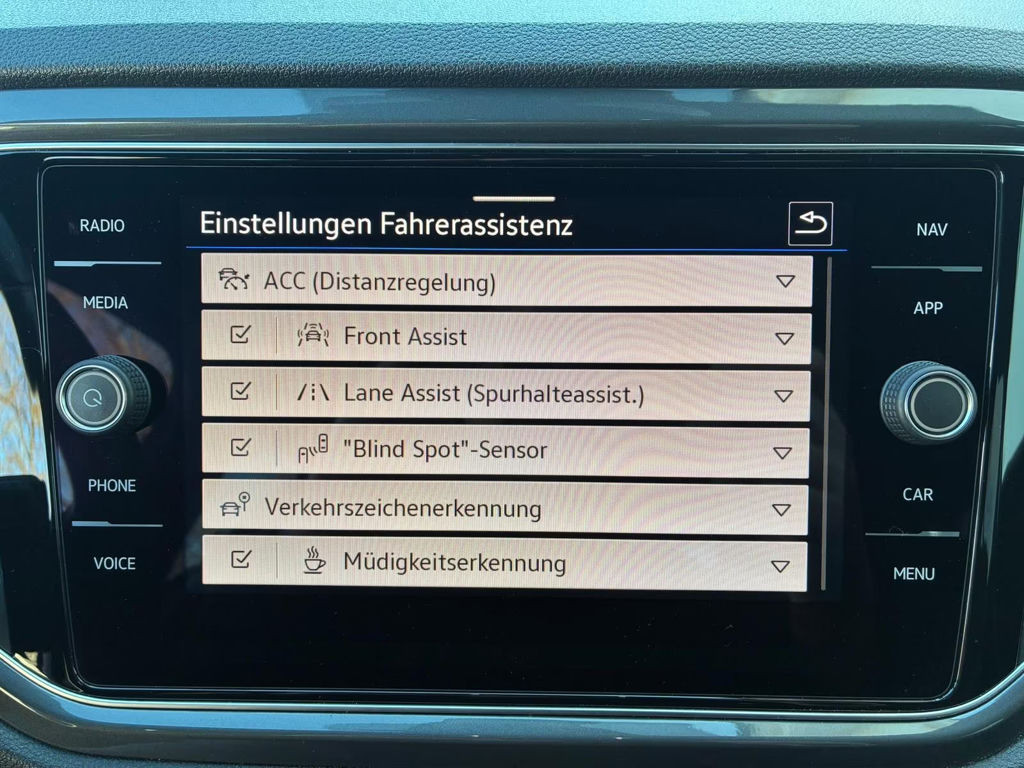 Einstellungen Fahrerassistenz
RADIO
MEDIA
PHONE
VOICE
ACC (Distanzregelung)
Front Assist
Lane Assist (Spurhalteassist.)
"Blind Spot"-Sensor
Verkehrszeichenerkennung
Müdigkeitserkennung
NAV
APP
CAR
MENU